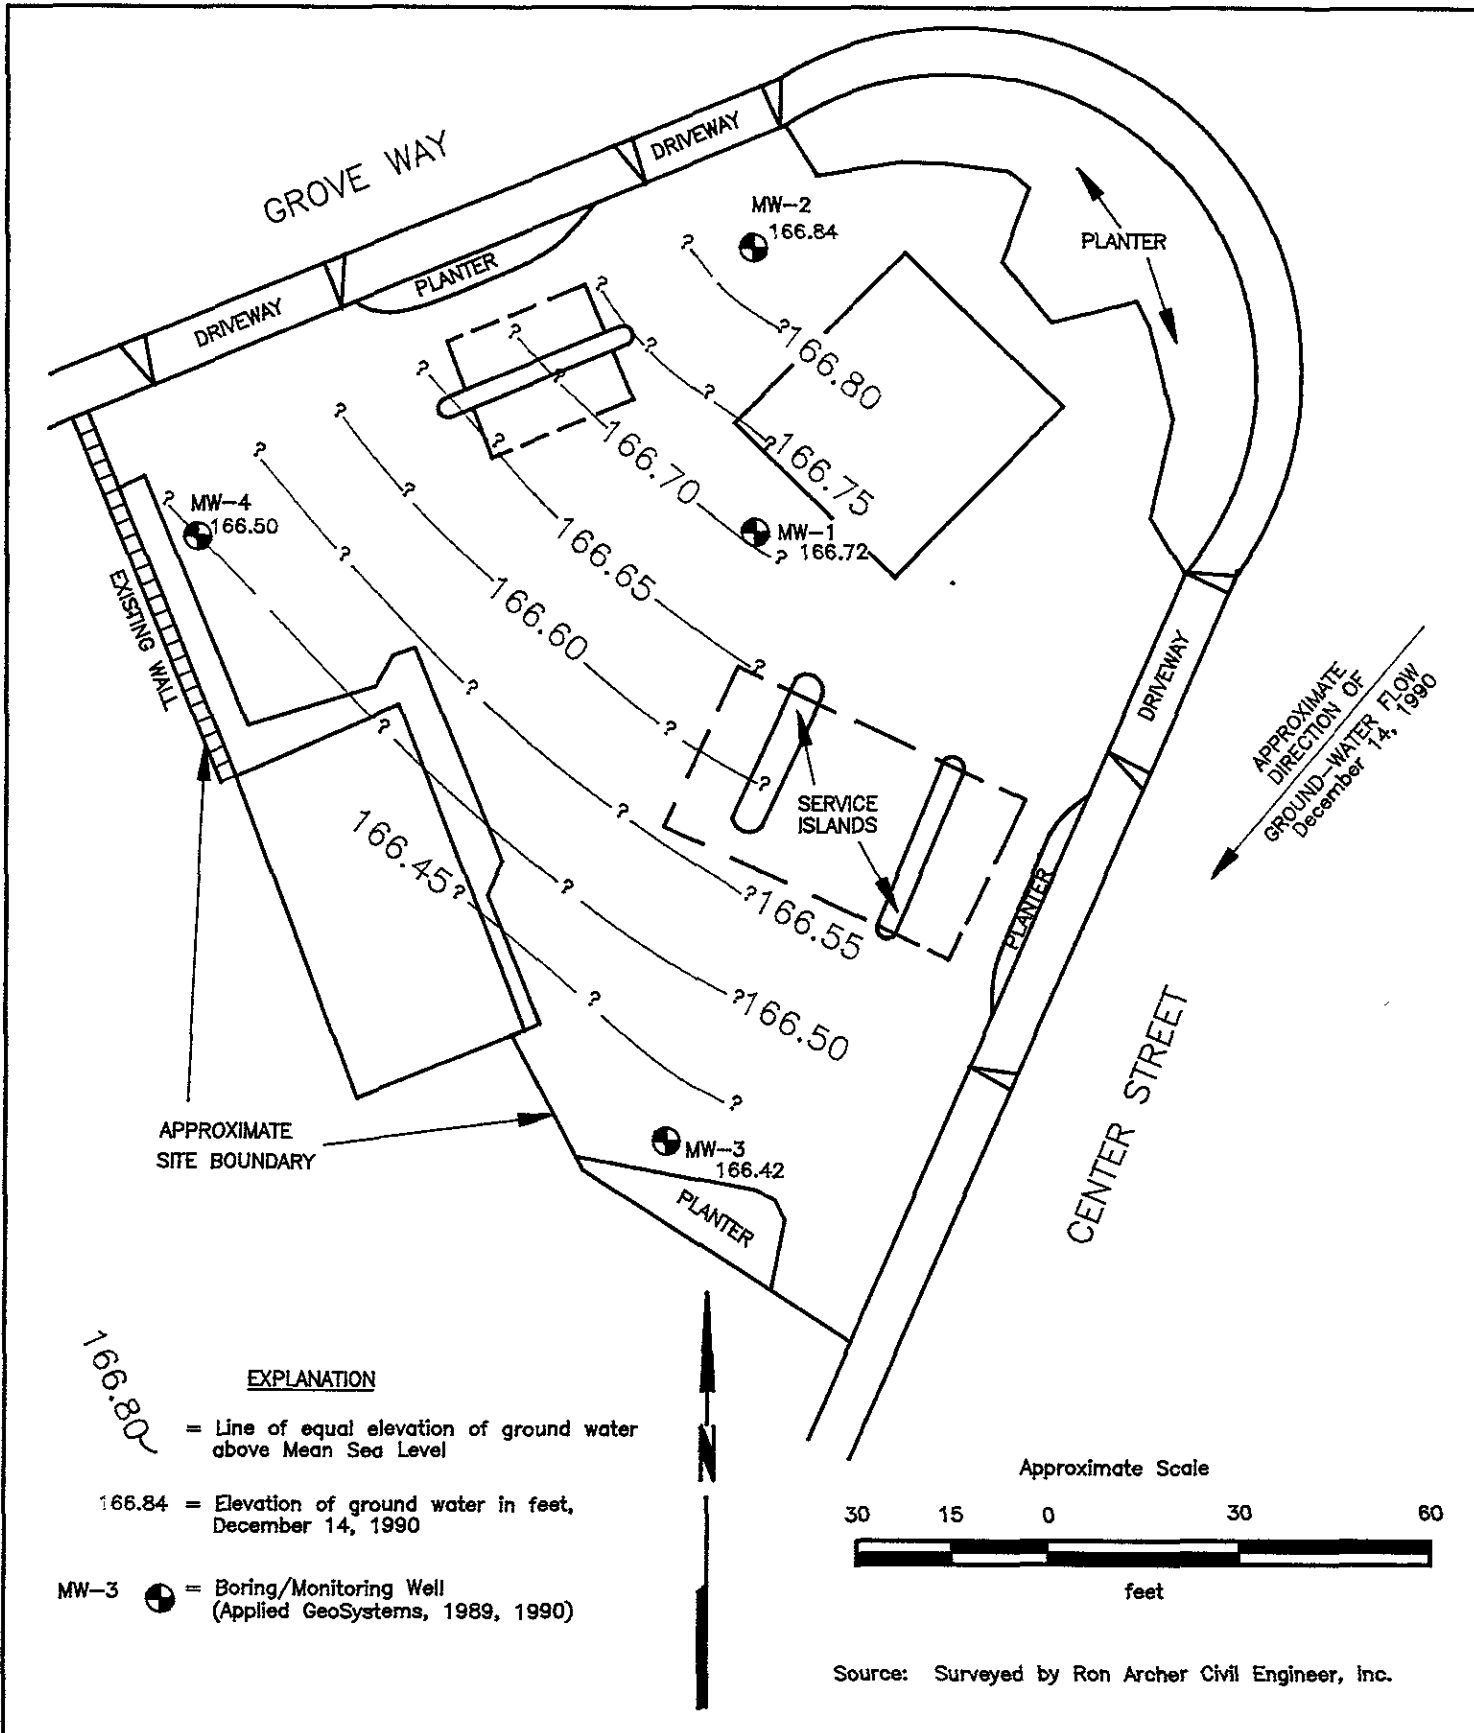 GROVE WAY
DRIVEWAY
DRIVEWAY
PLANTER
MW-2
166.84
PLANTER
?
?
?
?
?
?
?
?
?
?
?
?
?
?
166.80
166.75
166.70
166.65
166.60
MW-1
166.72
?
?
?
?
MW-4
166.50
EXISTING WALL
?
?
?
?
?
SERVICE
ISLANDS
DRIVEWAY
APPROXIMATE
DIRECTION OF
GROUND-WATER FLOW
December 14, 1990
166.45
?
?
?
166.55
PLANTER
?
?
166.50
?
CENTER STREET
APPROXIMATE
SITE BOUNDARY
MW-3
166.42
PLANTER
166.80
EXPLANATION
= Line of equal elevation of ground water
above Mean Sea Level
166.84 = Elevation of ground water in feet,
December 14, 1990
MW-3 = Boring/Monitoring Well
(Applied GeoSystems, 1989, 1990)
N
Approximate Scale
30 15 0 30 60
feet
Source: Surveyed by Ron Archer Civil Engineer, Inc.